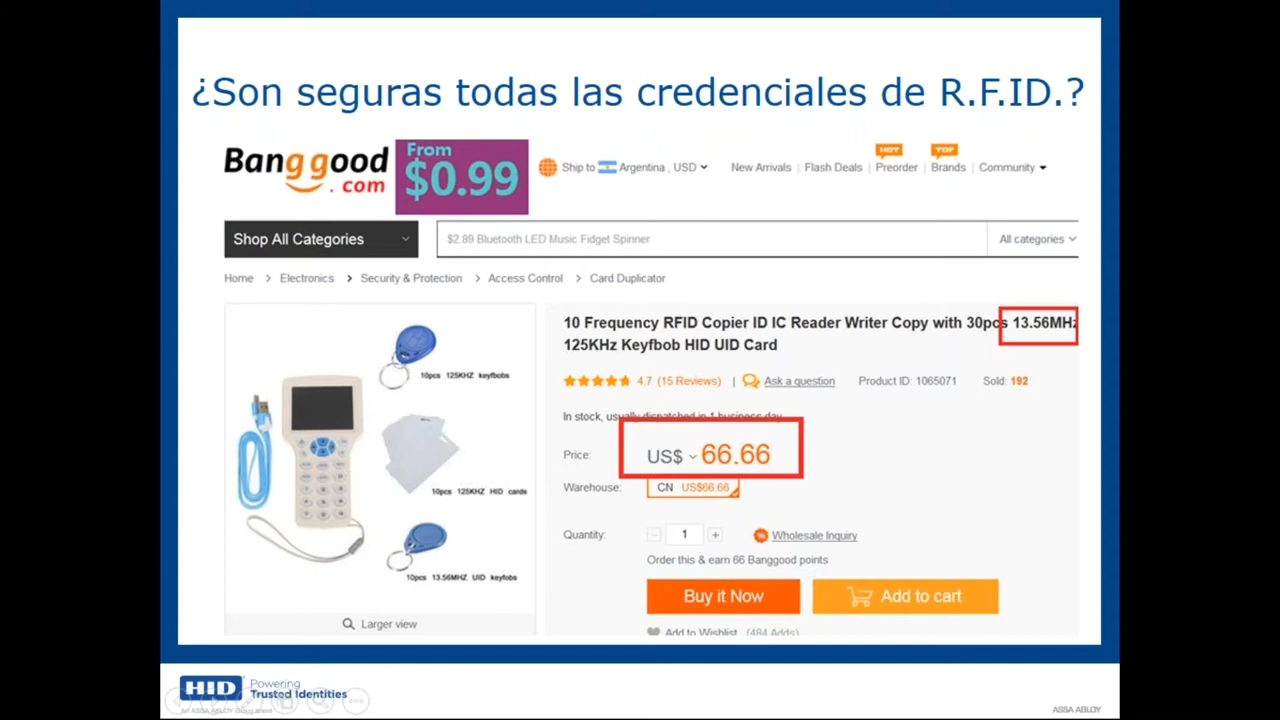 ¿Son seguras todas las credenciales de R.F.ID.?
Banggood
.com
From
$0.99
Ship to Argentina , USD
New Arrivals
Flash Deals
HOT
Preorder
TOP
Brands
Community
Shop All Categories
$2.89 Bluetooth LED Music Fidget Spinner
All categories
Home > Electronics > Security & Protection > Access Control > Card Duplicator
10 Frequency RFID Copier ID IC Reader Writer Copy with 30pcs 13.56MHz
125KHz Keyfbob HID UID Card
4.7 (15 Reviews) | Ask a question Product ID: 1065071 Sold: 192
In stock, usually dispatched in 1 business day
Price: US$ 66.66
Warehouse: CN US$66.66
Quantity: - 1 + Wholesale Inquiry
Order this & earn 66 Banggood points
Buy it Now
Add to cart
Add to Wishlist (484 Adds)
10pcs 125KHZ keyfbobs
10pcs 125KHZ HID cards
10pcs 13.56MHZ UID keyfobs
Larger view
HID
Powering
Trusted Identities
An ASSA ABLOY Group brand
ASSA ABLOY